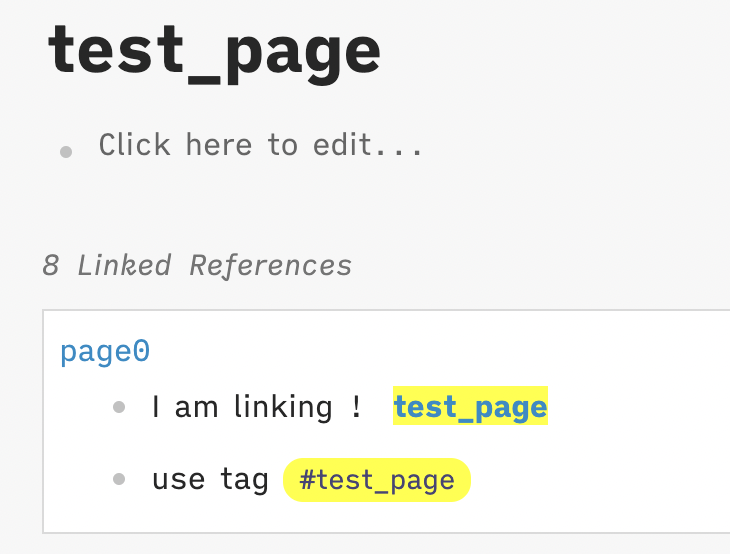 test_page
Click here to edit...
8 Linked References
page0
I am linking ! test_page
use tag #test_page